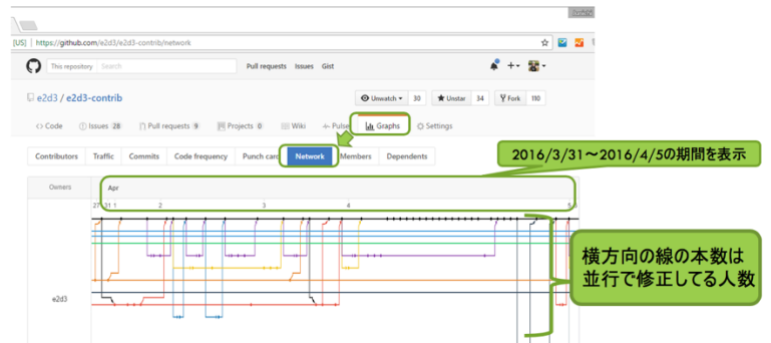 [US] https://github.com/e2d3/e2d3-contrib/network
This repository Search Pull requests Issues Gist
e2d3 / e2d3-contrib
Unwatch 30 Unstar 34 Fork 110
Code Issues 28 Pull requests 9 Projects 0 Wiki Pulse Graphs Settings
Contributors Traffic Commits Code frequency Punch card Network Members Dependents
2016/3/31～2016/4/5の期間を表示
Owners Apr
27 31 1 2 3 4 5
横方向の線の本数は
並行で修正してる人数
e2d3